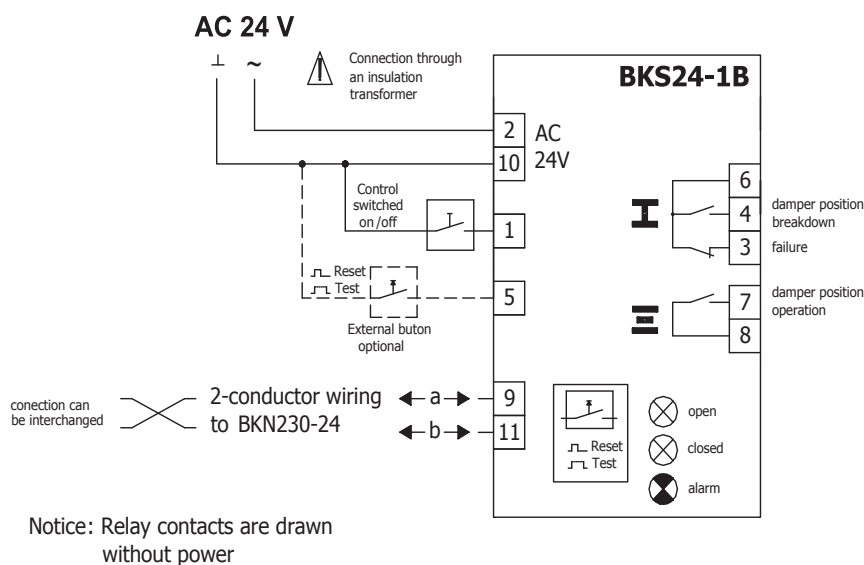 AC 24 V
⊥ ~
Connection through
an insulation
transformer
BKS24-1B
2
AC
10
24V
Control
switched
on /off
1
Reset
Test
5
External buton
optional
6
4
damper position
breakdown
3
failure
7
damper position
operation
8
conection can
be interchanged
2-conductor wiring
to BKN230-24
a
9
b
11
Reset
Test
open
closed
alarm
Notice: Relay contacts are drawn
without power